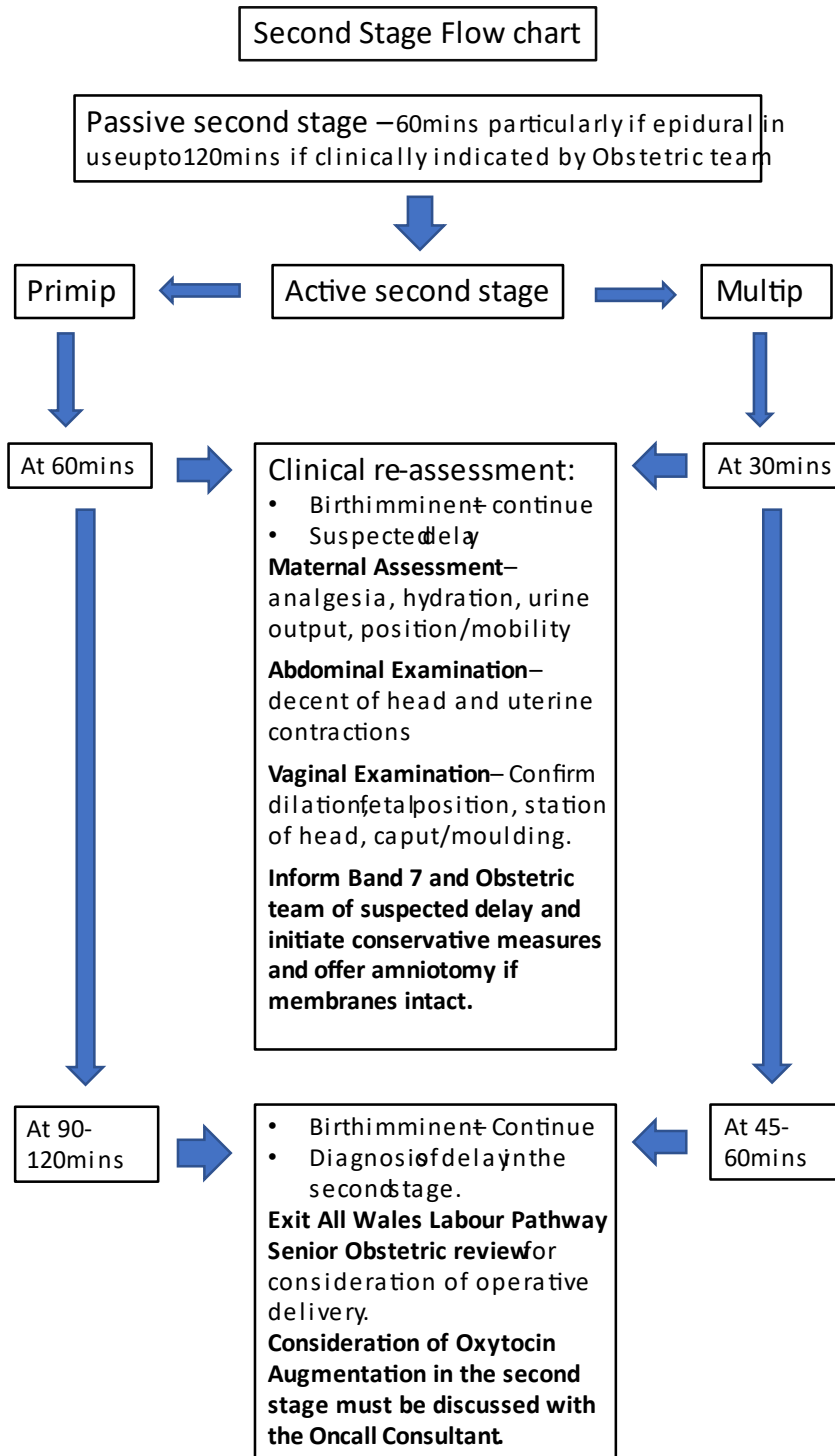 Second Stage Flow chart
Passive second stage – 60mins particularly if epidural in
useupto120mins if clinically indicated by Obstetric team
Primip
Active second stage
Multip
At 60mins
At 30mins
Clinical re-assessment:
• Birthimminent– continue
• Suspecteddelay
Maternal Assessment–
analgesia, hydration, urine
output, position/mobility
Abdominal Examination–
decent of head and uterine
contractions
Vaginal Examination– Confirm
dilation,fetalposition, station
of head, caput/moulding.
Inform Band 7 and Obstetric
team of suspected delay and
initiate conservative measures
and offer amniotomy if
membranes intact.
At 90-
120mins
At 45-
60mins
• Birthimminent– Continue
• Diagnosisofdelayinthe
secondstage.
Exit All Wales Labour Pathway
Senior Obstetric reviewfor
consideration of operative
delivery.
Consideration of Oxytocin
Augmentation in the second
stage must be discussed with
the Oncall Consultant.